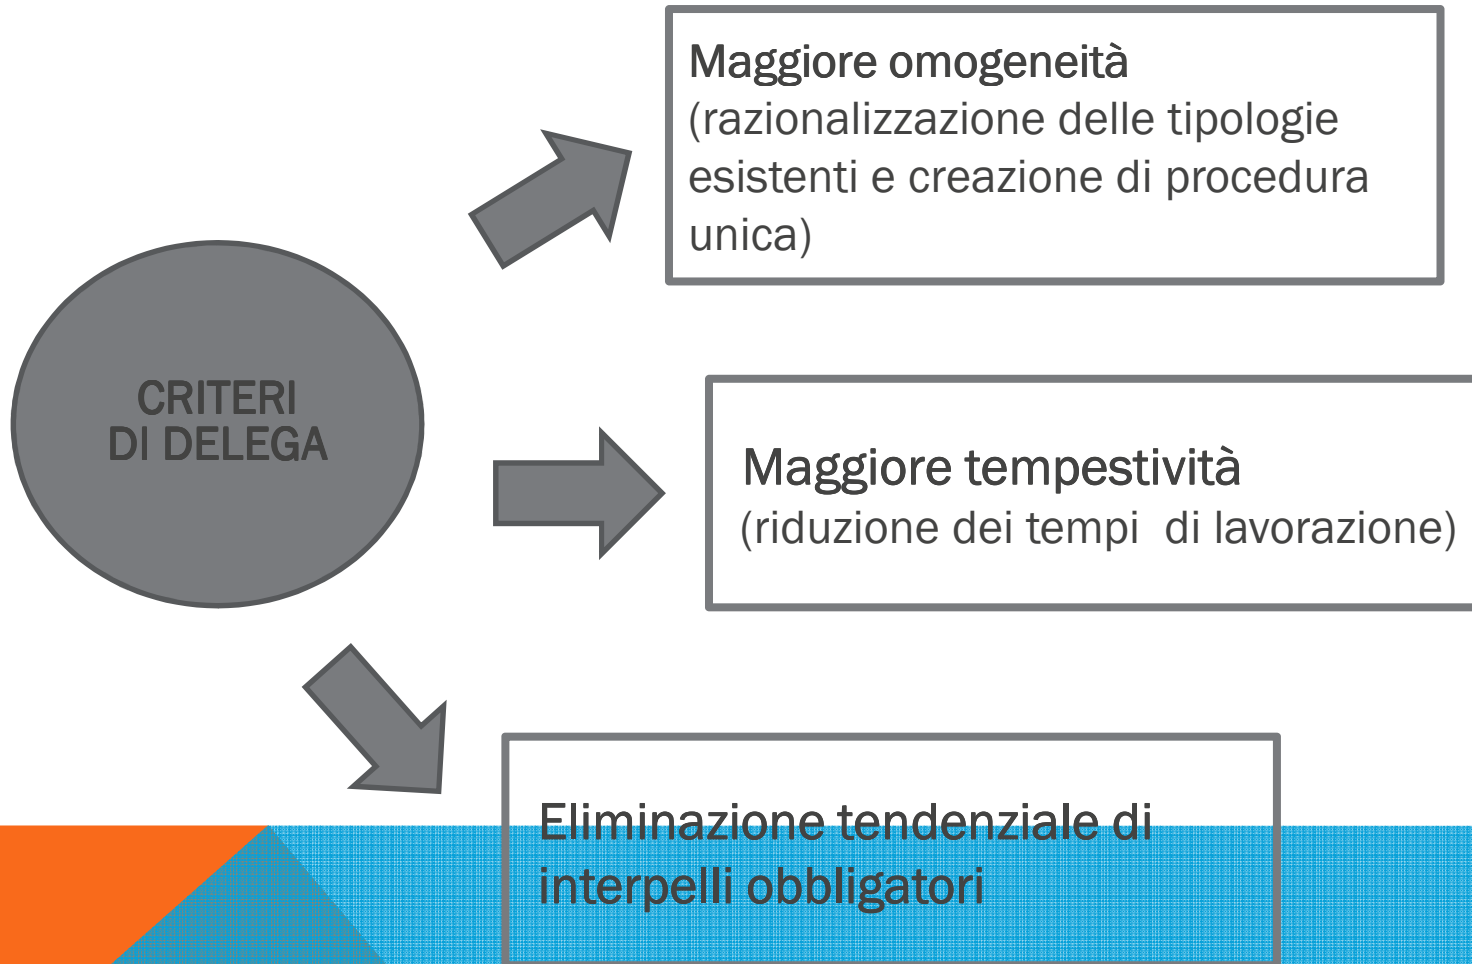 Maggiore omogeneità
(razionalizzazione delle tipologie
esistenti e creazione di procedura
unica)
CRITERI
DI DELEGA
Maggiore tempestività
(riduzione dei tempi di lavorazione)
Eliminazione tendenziale di
interpelli obbligatori